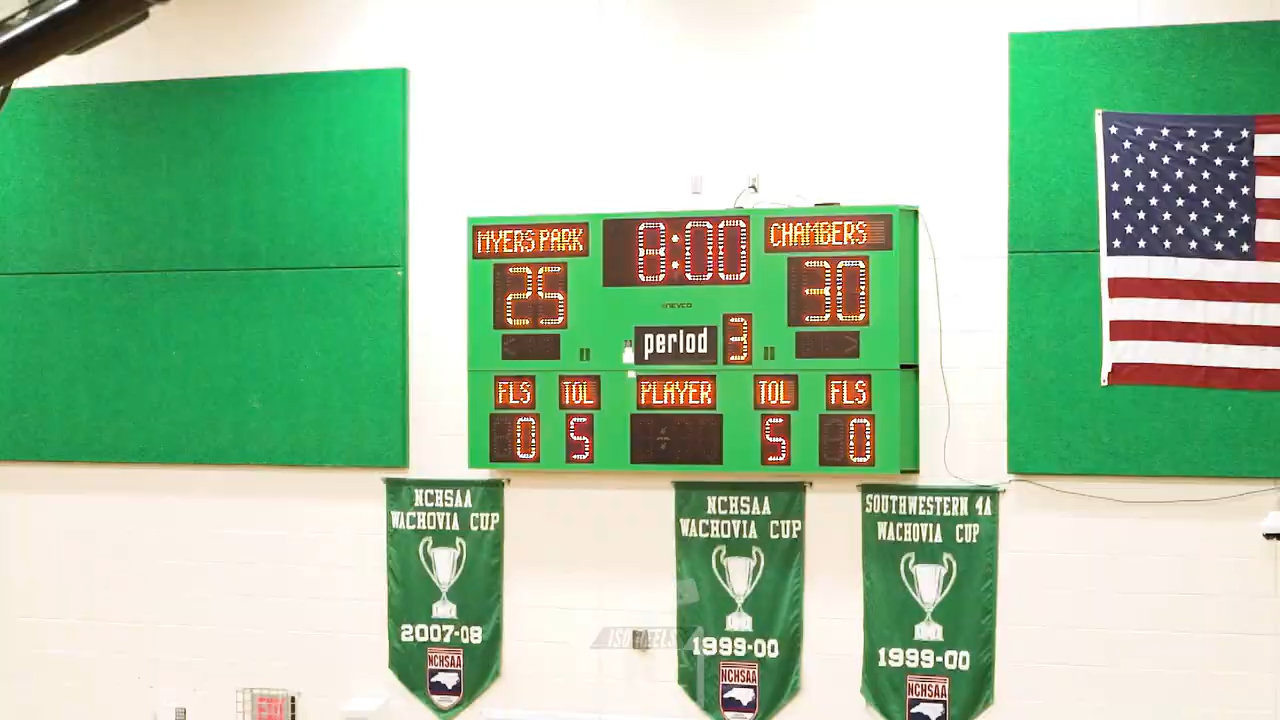 MYERS PARK
8:00
CHAMBERS
25
30
NEVCO
period 3
FLS TOL PLAYER TOL FLS
0 5 5 0
NCHSAA
WACHOVIA CUP
2007-08
NCHSAA
NCHSAA
WACHOVIA CUP
1999-00
NCHSAA
SOUTHWESTERN 4A
WACHOVIA CUP
1999-00
NCHSAA